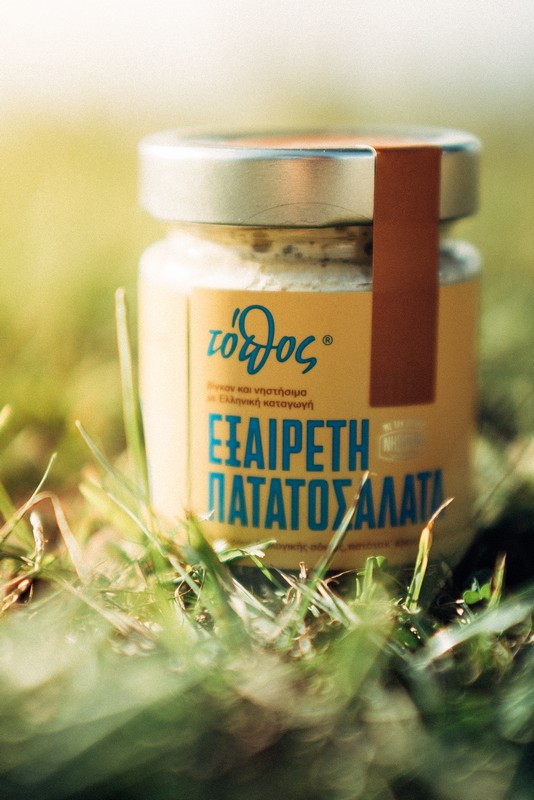 τόθος®
βίγκαν και νηστήσιμα
με Ελληνική καταγωγή
ΕΞΑΙΡΕΤΗ
ΠΑΤΑΤΟΣΑΛΑΤΑ